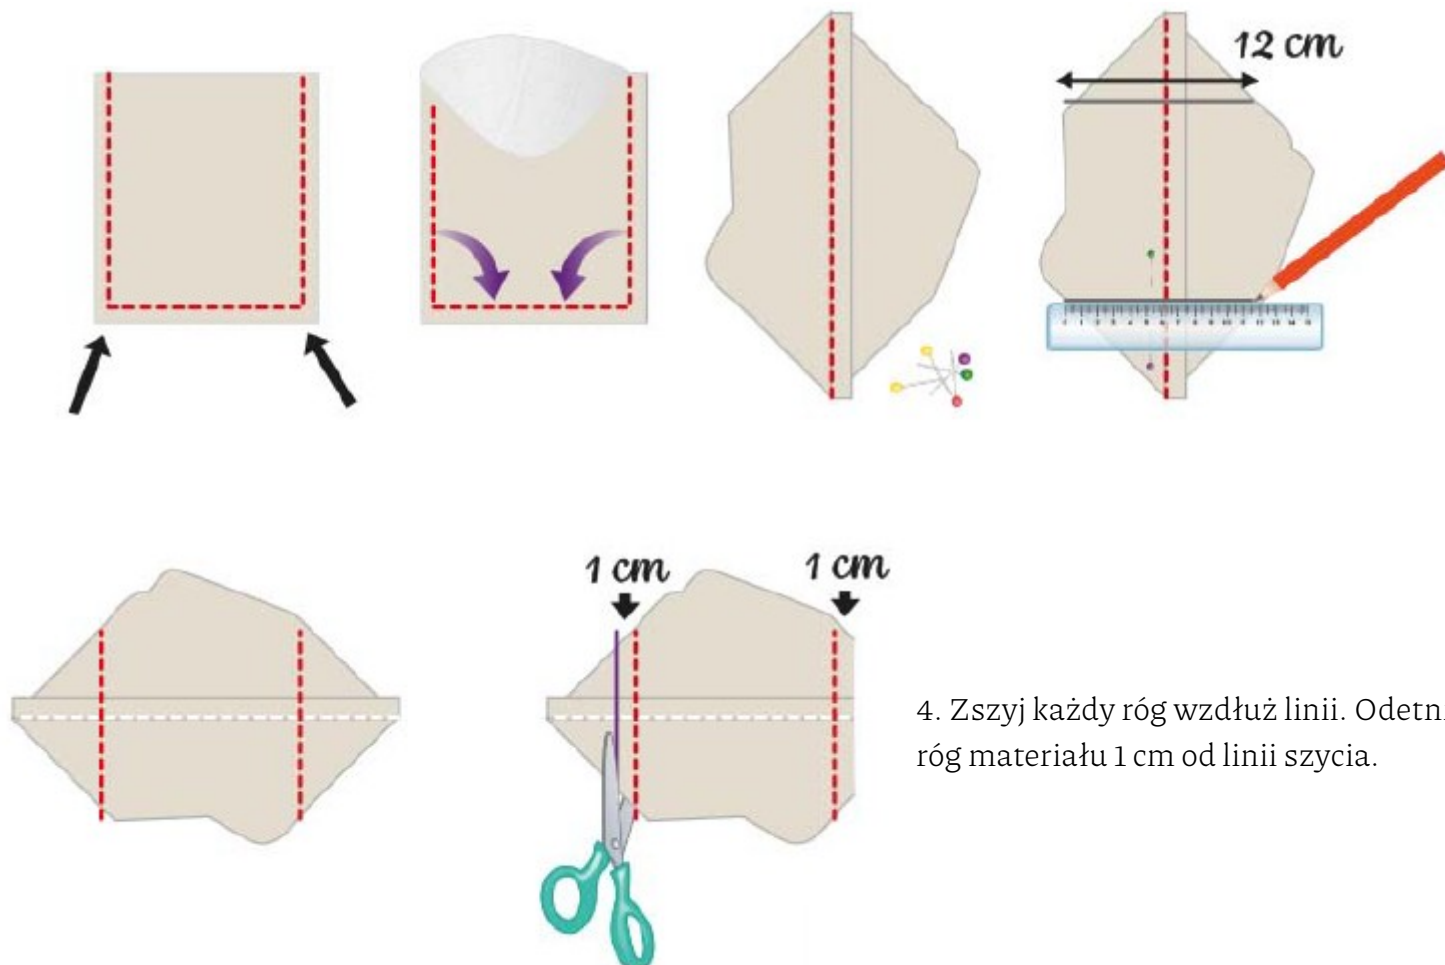 12 cm
1 cm
1 cm
4. Zszyj każdy róg wzdłuż linii. Odetn
róg materiału 1 cm od linii szycia.